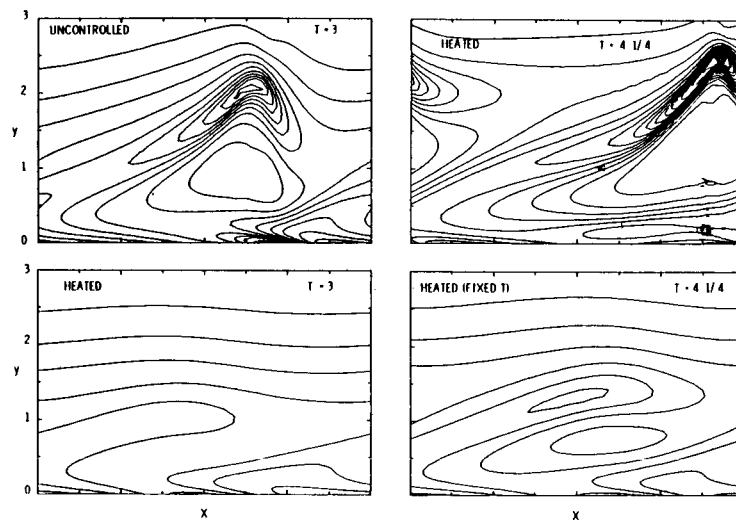 UNCONTROLLED T = 3
3
2
y
1
0
HEATED T = 4 1/4
HEATED T = 3
3
2
y
1
0
X
HEATED (FIXED T) T = 4 1/4
X